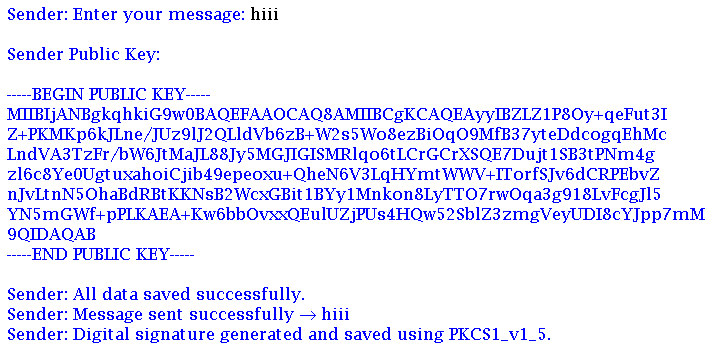 Sender: Enter your message: hiii
Sender Public Key:
-----BEGIN PUBLIC KEY-----
MIIBIjANBgkqhkiG9w0BAQEFAAOCAQ8AMIIBCgKCAQEAyyIBZLZ1P8Oy+qeFut3I
Z+PKMKp6kJLne/JUz9lJ2QLldVb6zB+W2s5Wo8ezBiOqO9MfB37yteDdcogqEhMc
LndVA3TzFr/bW6JtMaJL88Jy5MGJIGISMRlqo6tLCrGCrXSQE7Dujt1SB3tPNm4g
zl6c8Ye0UgtuxahoiCjib49epeoxu+QheN6V3LqHYmtWWV+ITorfSJv6dCRPEbvZ
nJvLtnN5OhaBdRBtKKNsB2WcxGBit1BYy1Mnkon8LyTTO7rwOqa3g918LvFcgJl5
YN5mGWf+pPLKAEA+Kw6bbOvxxQEulUZjPUs4HQw52SblZ3zmgVeyUDI8cYJpp7mM
9QIDAQAB
-----END PUBLIC KEY-----
Sender: All data saved successfully.
Sender: Message sent successfully → hiii
Sender: Digital signature generated and saved using PKCS1_v1_5.